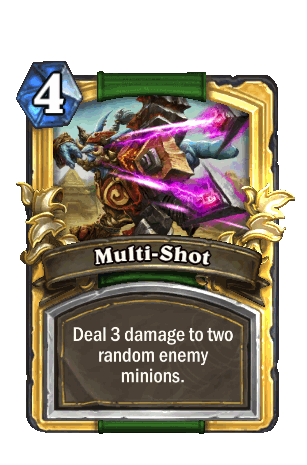 4
Multi-Shot
Deal 3 damage to two
random enemy
minions.